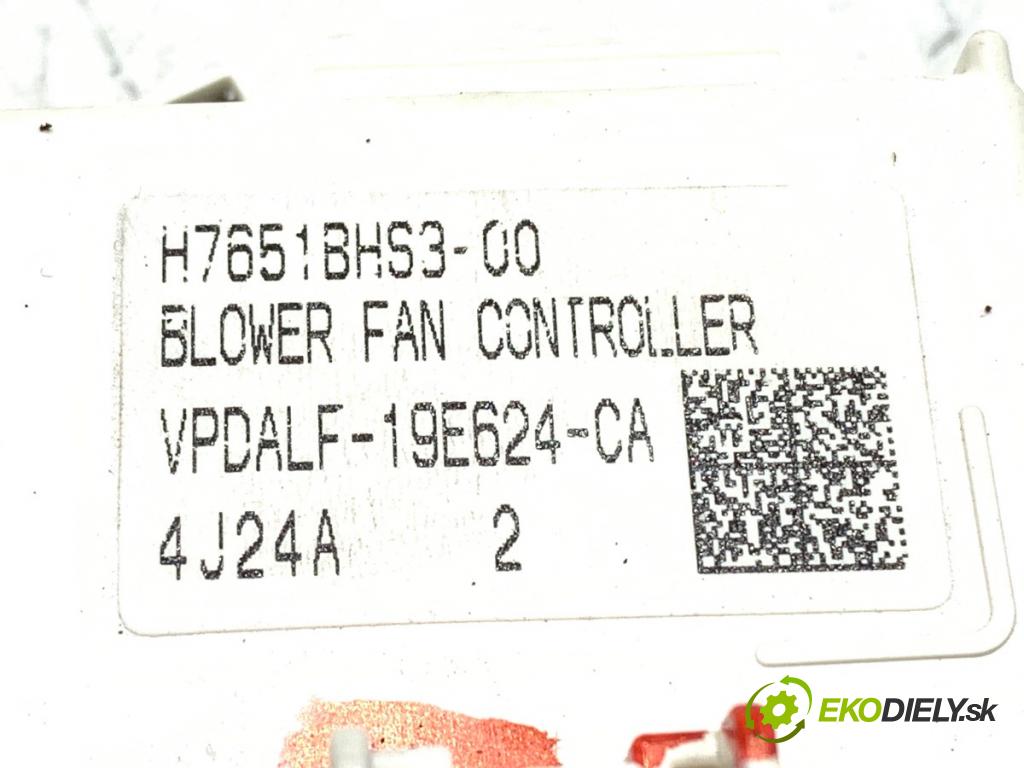 H7651BHS3-00
BLOWER FAN CONTROLLER
VPDALF-19E624-CA
4J24A 2
EKODIELY.sk